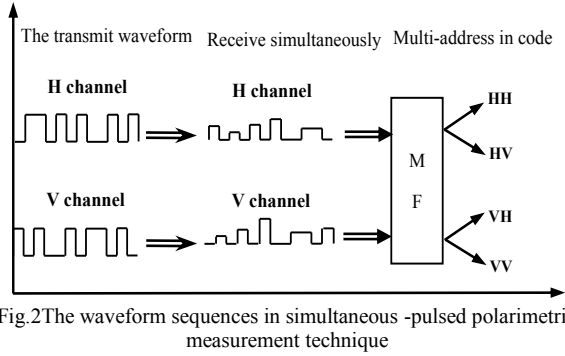 The transmit waveform Receive simultaneously Multi-address in code
H channel H channel
HH
M HV
V channel V channel F
VH
VV
Fig.2The waveform sequences in simultaneous -pulsed polarimetri
measurement technique